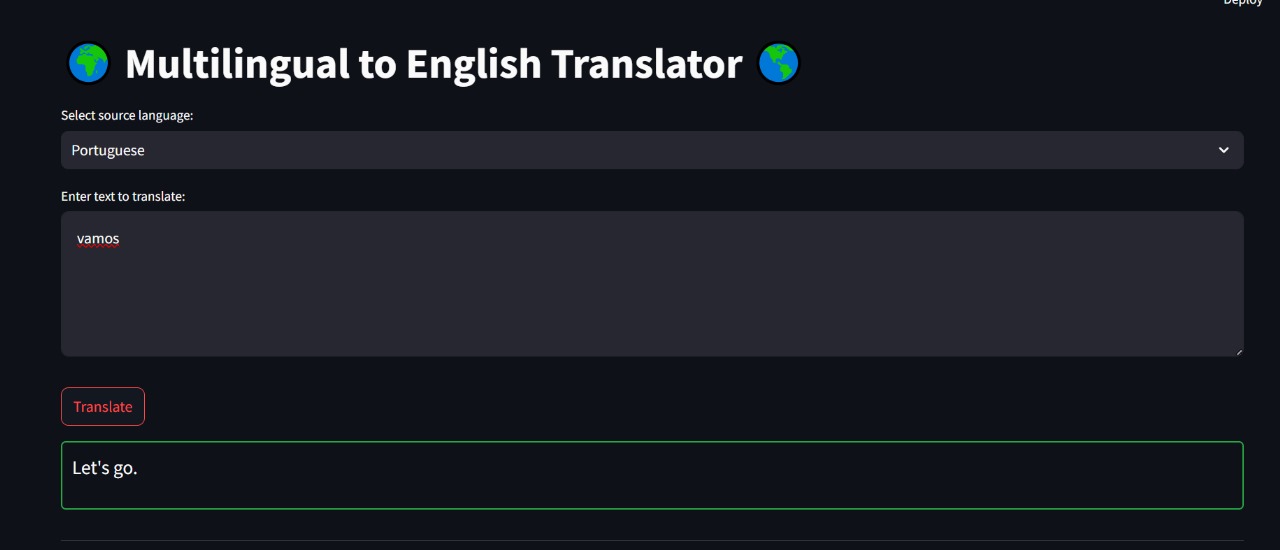 Deploy
Multilingual to English Translator
Select source language:
Portuguese
Enter text to translate:
vamos
Translate
Let's go.